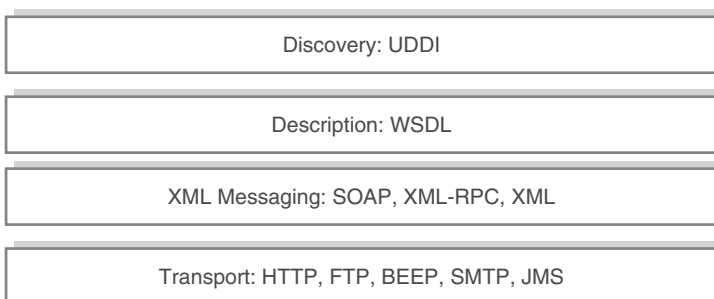 Discovery: UDDI
Description: WSDL
XML Messaging: SOAP, XML-RPC, XML
Transport: HTTP, FTP, BEEP, SMTP, JMS